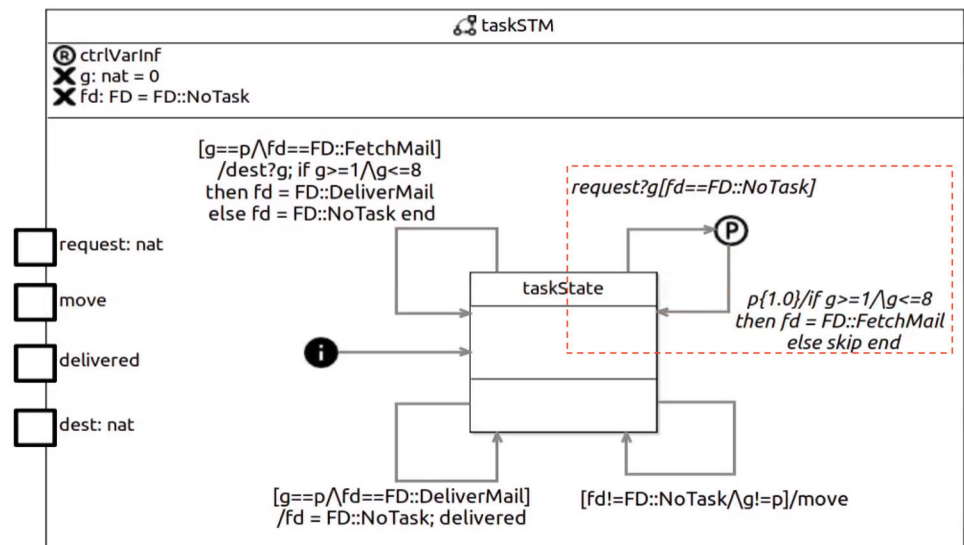 taskSTM
R ctrlVarInf
g: nat = 0
fd: FD = FD::NoTask
[g==p/\fd==FD::FetchMail]
/dest?g; if g>=1/\g<=8
then fd = FD::DeliverMail
else fd = FD::NoTask end
request?g[fd==FD::NoTask]
P
request: nat
taskState
move
p{1.0}/if g>=1/\g<=8
then fd = FD::FetchMail
else skip end
i
delivered
dest: nat
[g==p/\fd==FD::DeliverMail]
/fd = FD::NoTask; delivered
[fd!=FD::NoTask/\g!=p]/move